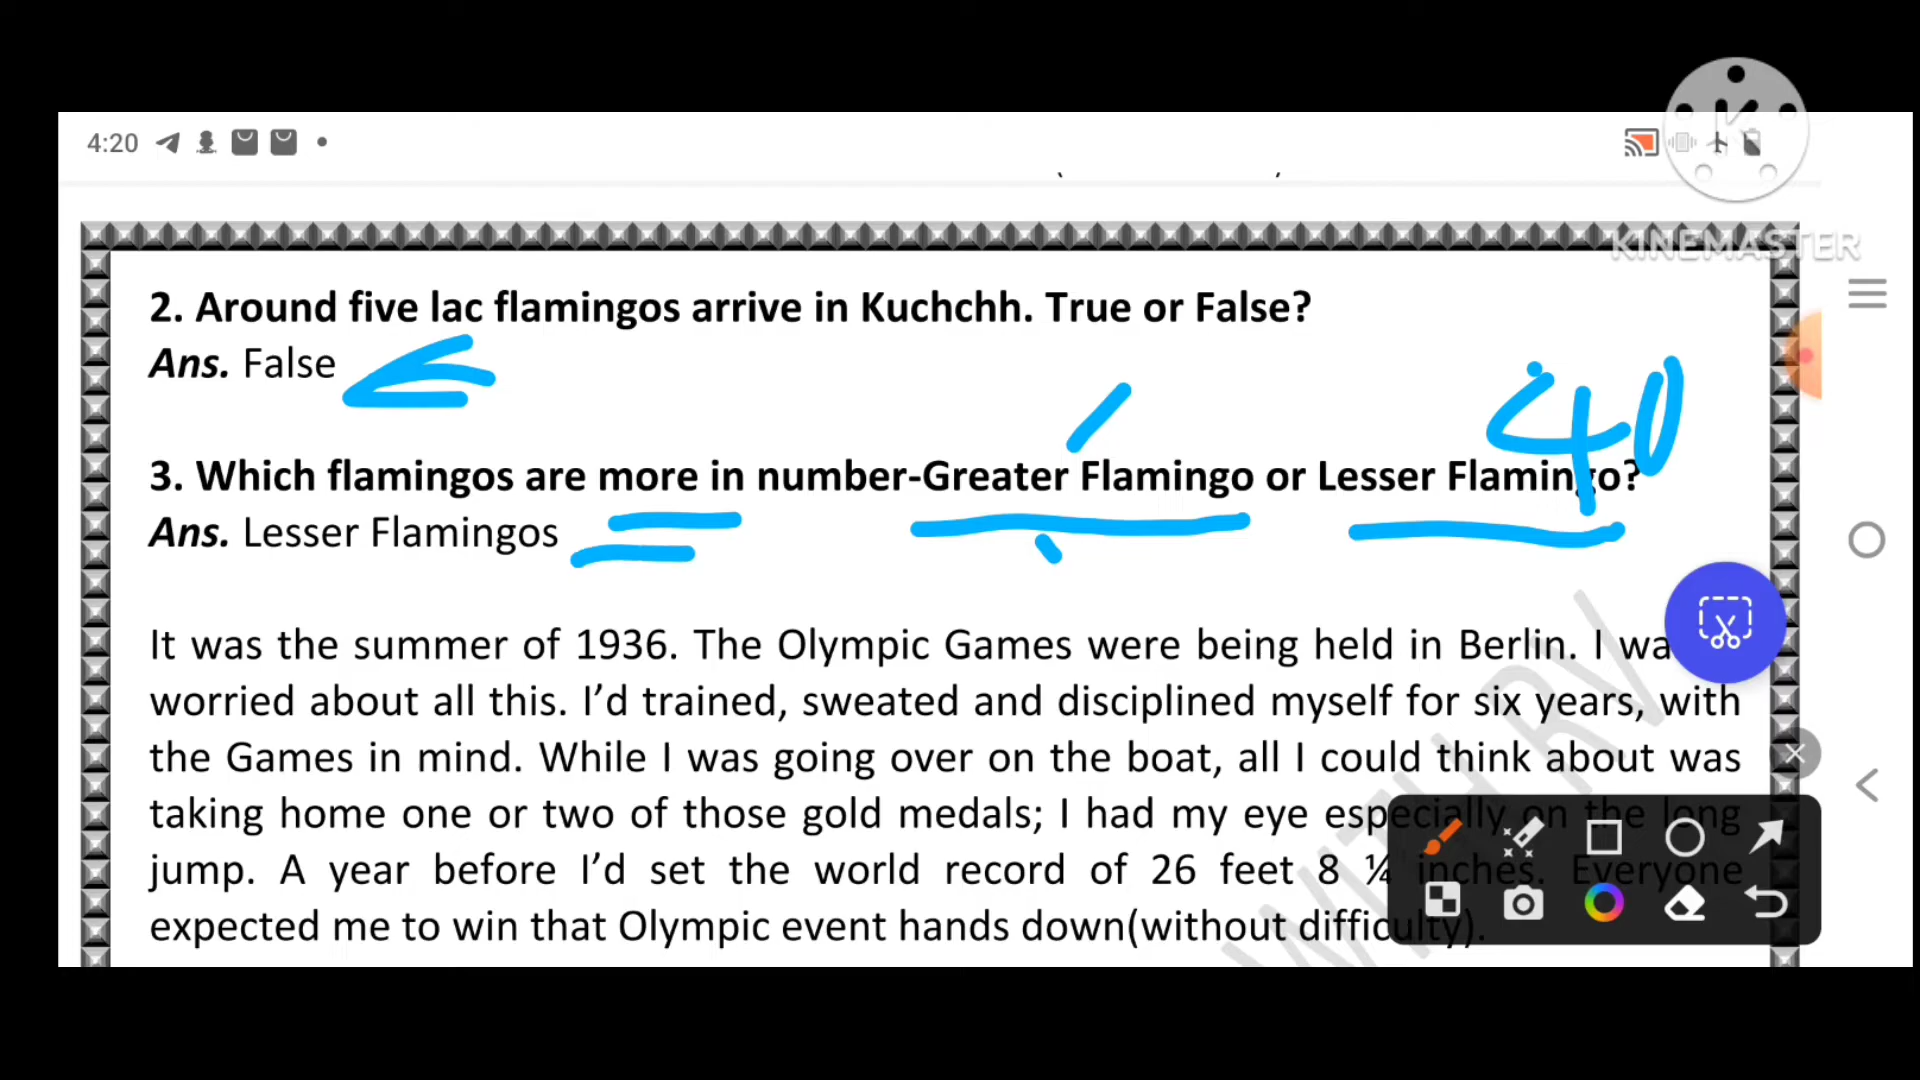 4:20
KINEMASTER
2. Around five lac flamingos arrive in Kuchchh. True or False?
Ans. False
40
3. Which flamingos are more in number-Greater Flamingo or Lesser Flamingo?
Ans. Lesser Flamingos
It was the summer of 1936. The Olympic Games were being held in Berlin. I wa
worried about all this. I’d trained, sweated and disciplined myself for six years, with
the Games in mind. While I was going over on the boat, all I could think about was
taking home one or two of those gold medals; I had my eye especially on the long
jump. A year before I’d set the world record of 26 feet 8 ¼ inches. Everyone
expected me to win that Olympic event hands down(without difficulty).
WITH RV